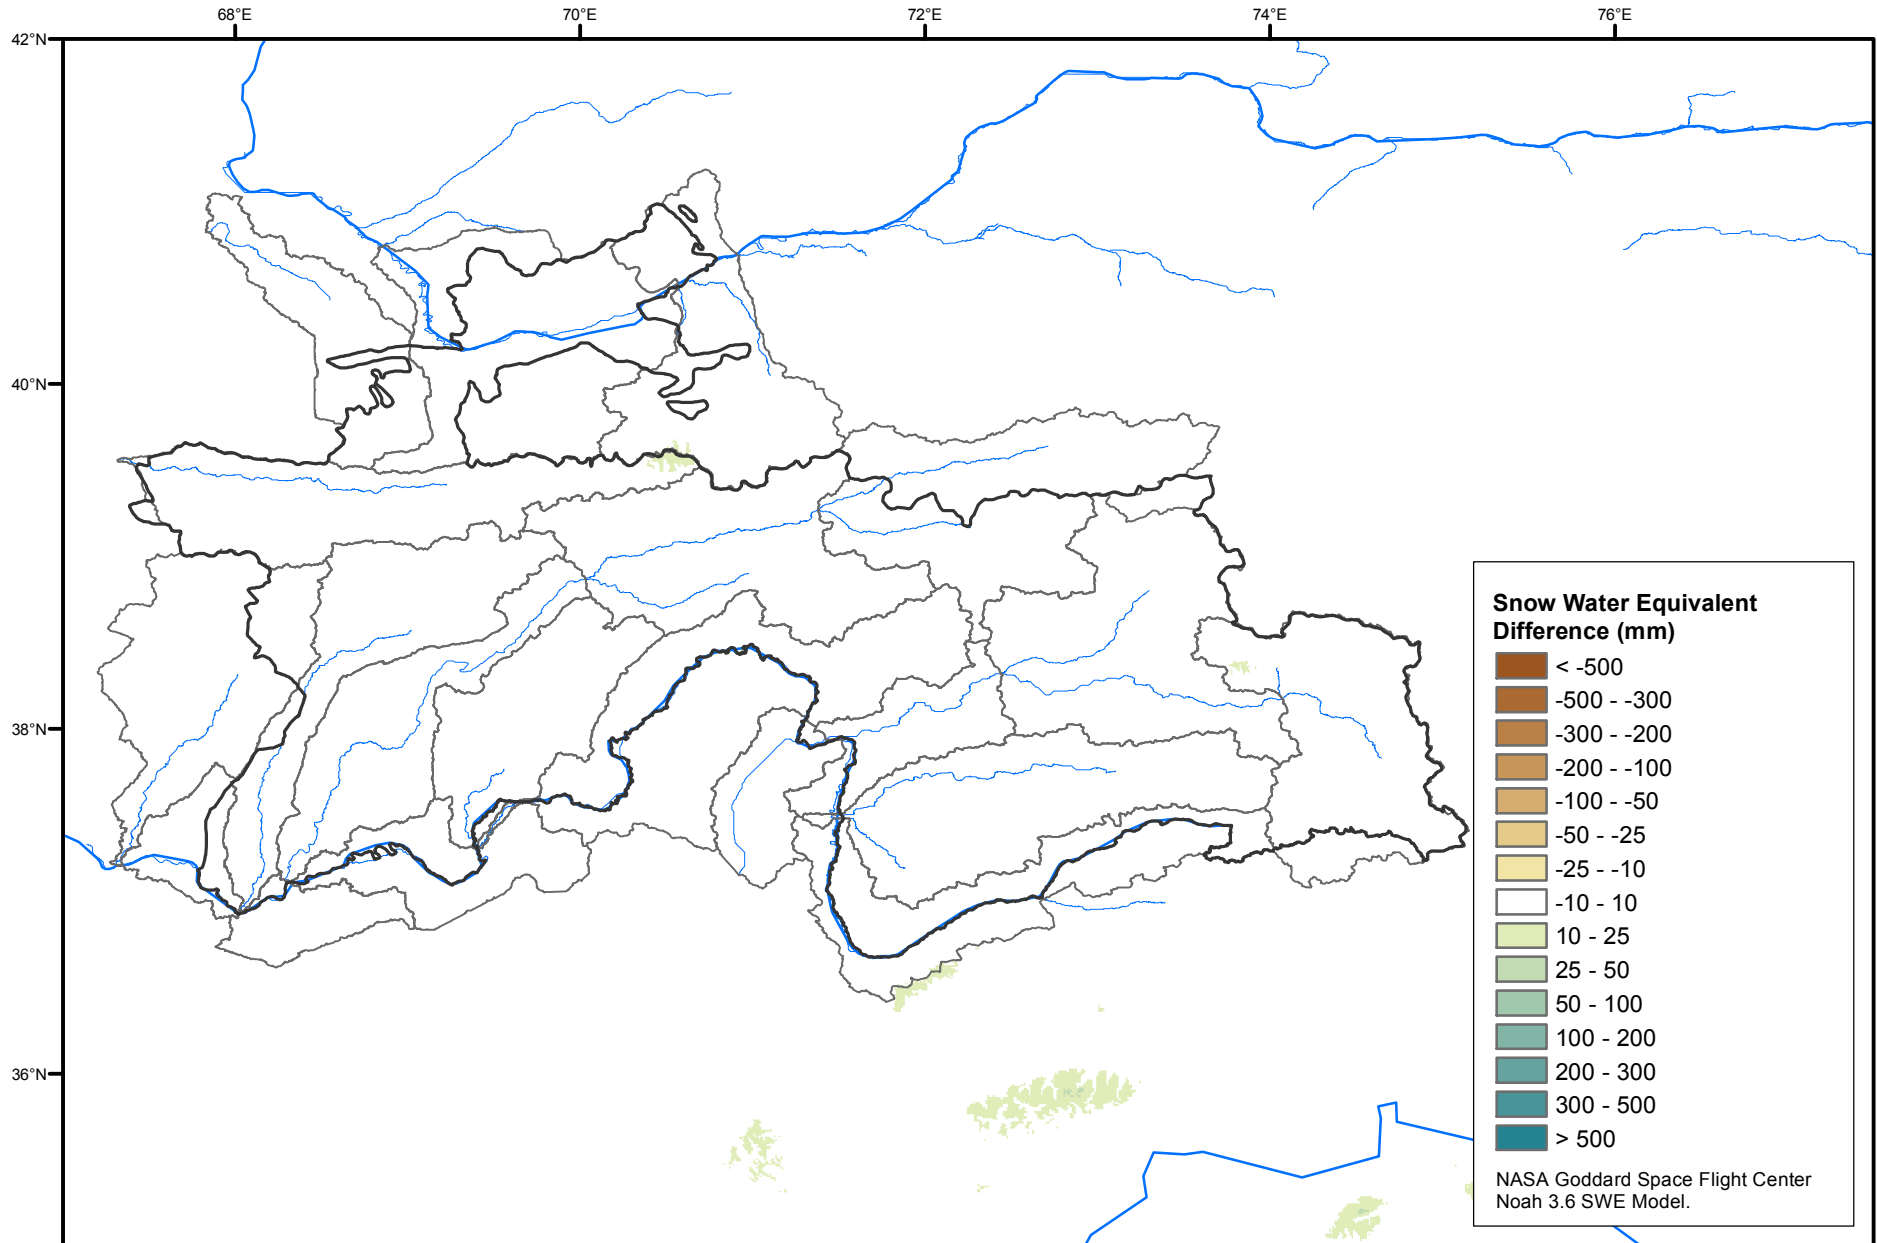 68°E
70°E
72°E
74°E
76°E
42°N
40°N
38°N
36°N
Snow Water Equivalent
Difference (mm)
< -500
-500 - -300
-300 - -200
-200 - -100
-100 - -50
-50 - -25
-25 - -10
-10 - 10
10 - 25
25 - 50
50 - 100
100 - 200
200 - 300
300 - 500
> 500
NASA Goddard Space Flight Center
Noah 3.6 SWE Model.